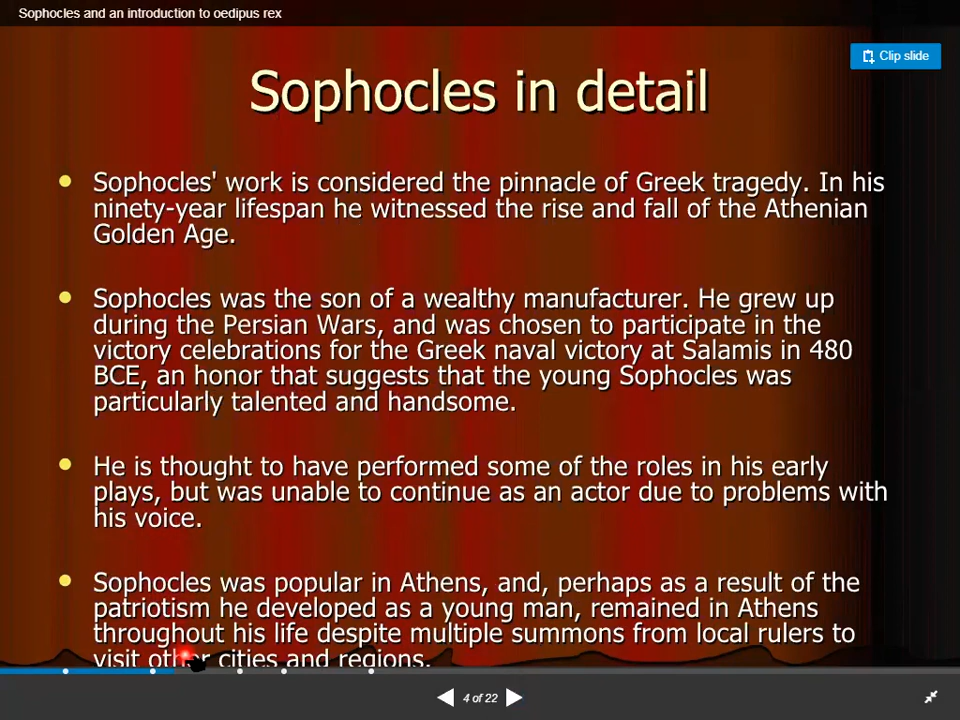 Sophocles and an introduction to oedipus rex
Clip slide
Sophocles in detail
Sophocles' work is considered the pinnacle of Greek tragedy. In his
ninety-year lifespan he witnessed the rise and fall of the Athenian
Golden Age.
Sophocles was the son of a wealthy manufacturer. He grew up
during the Persian Wars, and was chosen to participate in the
victory celebrations for the Greek naval victory at Salamis in 480
BCE, an honor that suggests that the young Sophocles was
particularly talented and handsome.
He is thought to have performed some of the roles in his early
plays, but was unable to continue as an actor due to problems with
his voice.
Sophocles was popular in Athens, and, perhaps as a result of the
patriotism he developed as a young man, remained in Athens
throughout his life despite multiple summons from local rulers to
visit other cities and regions.
4 of 22